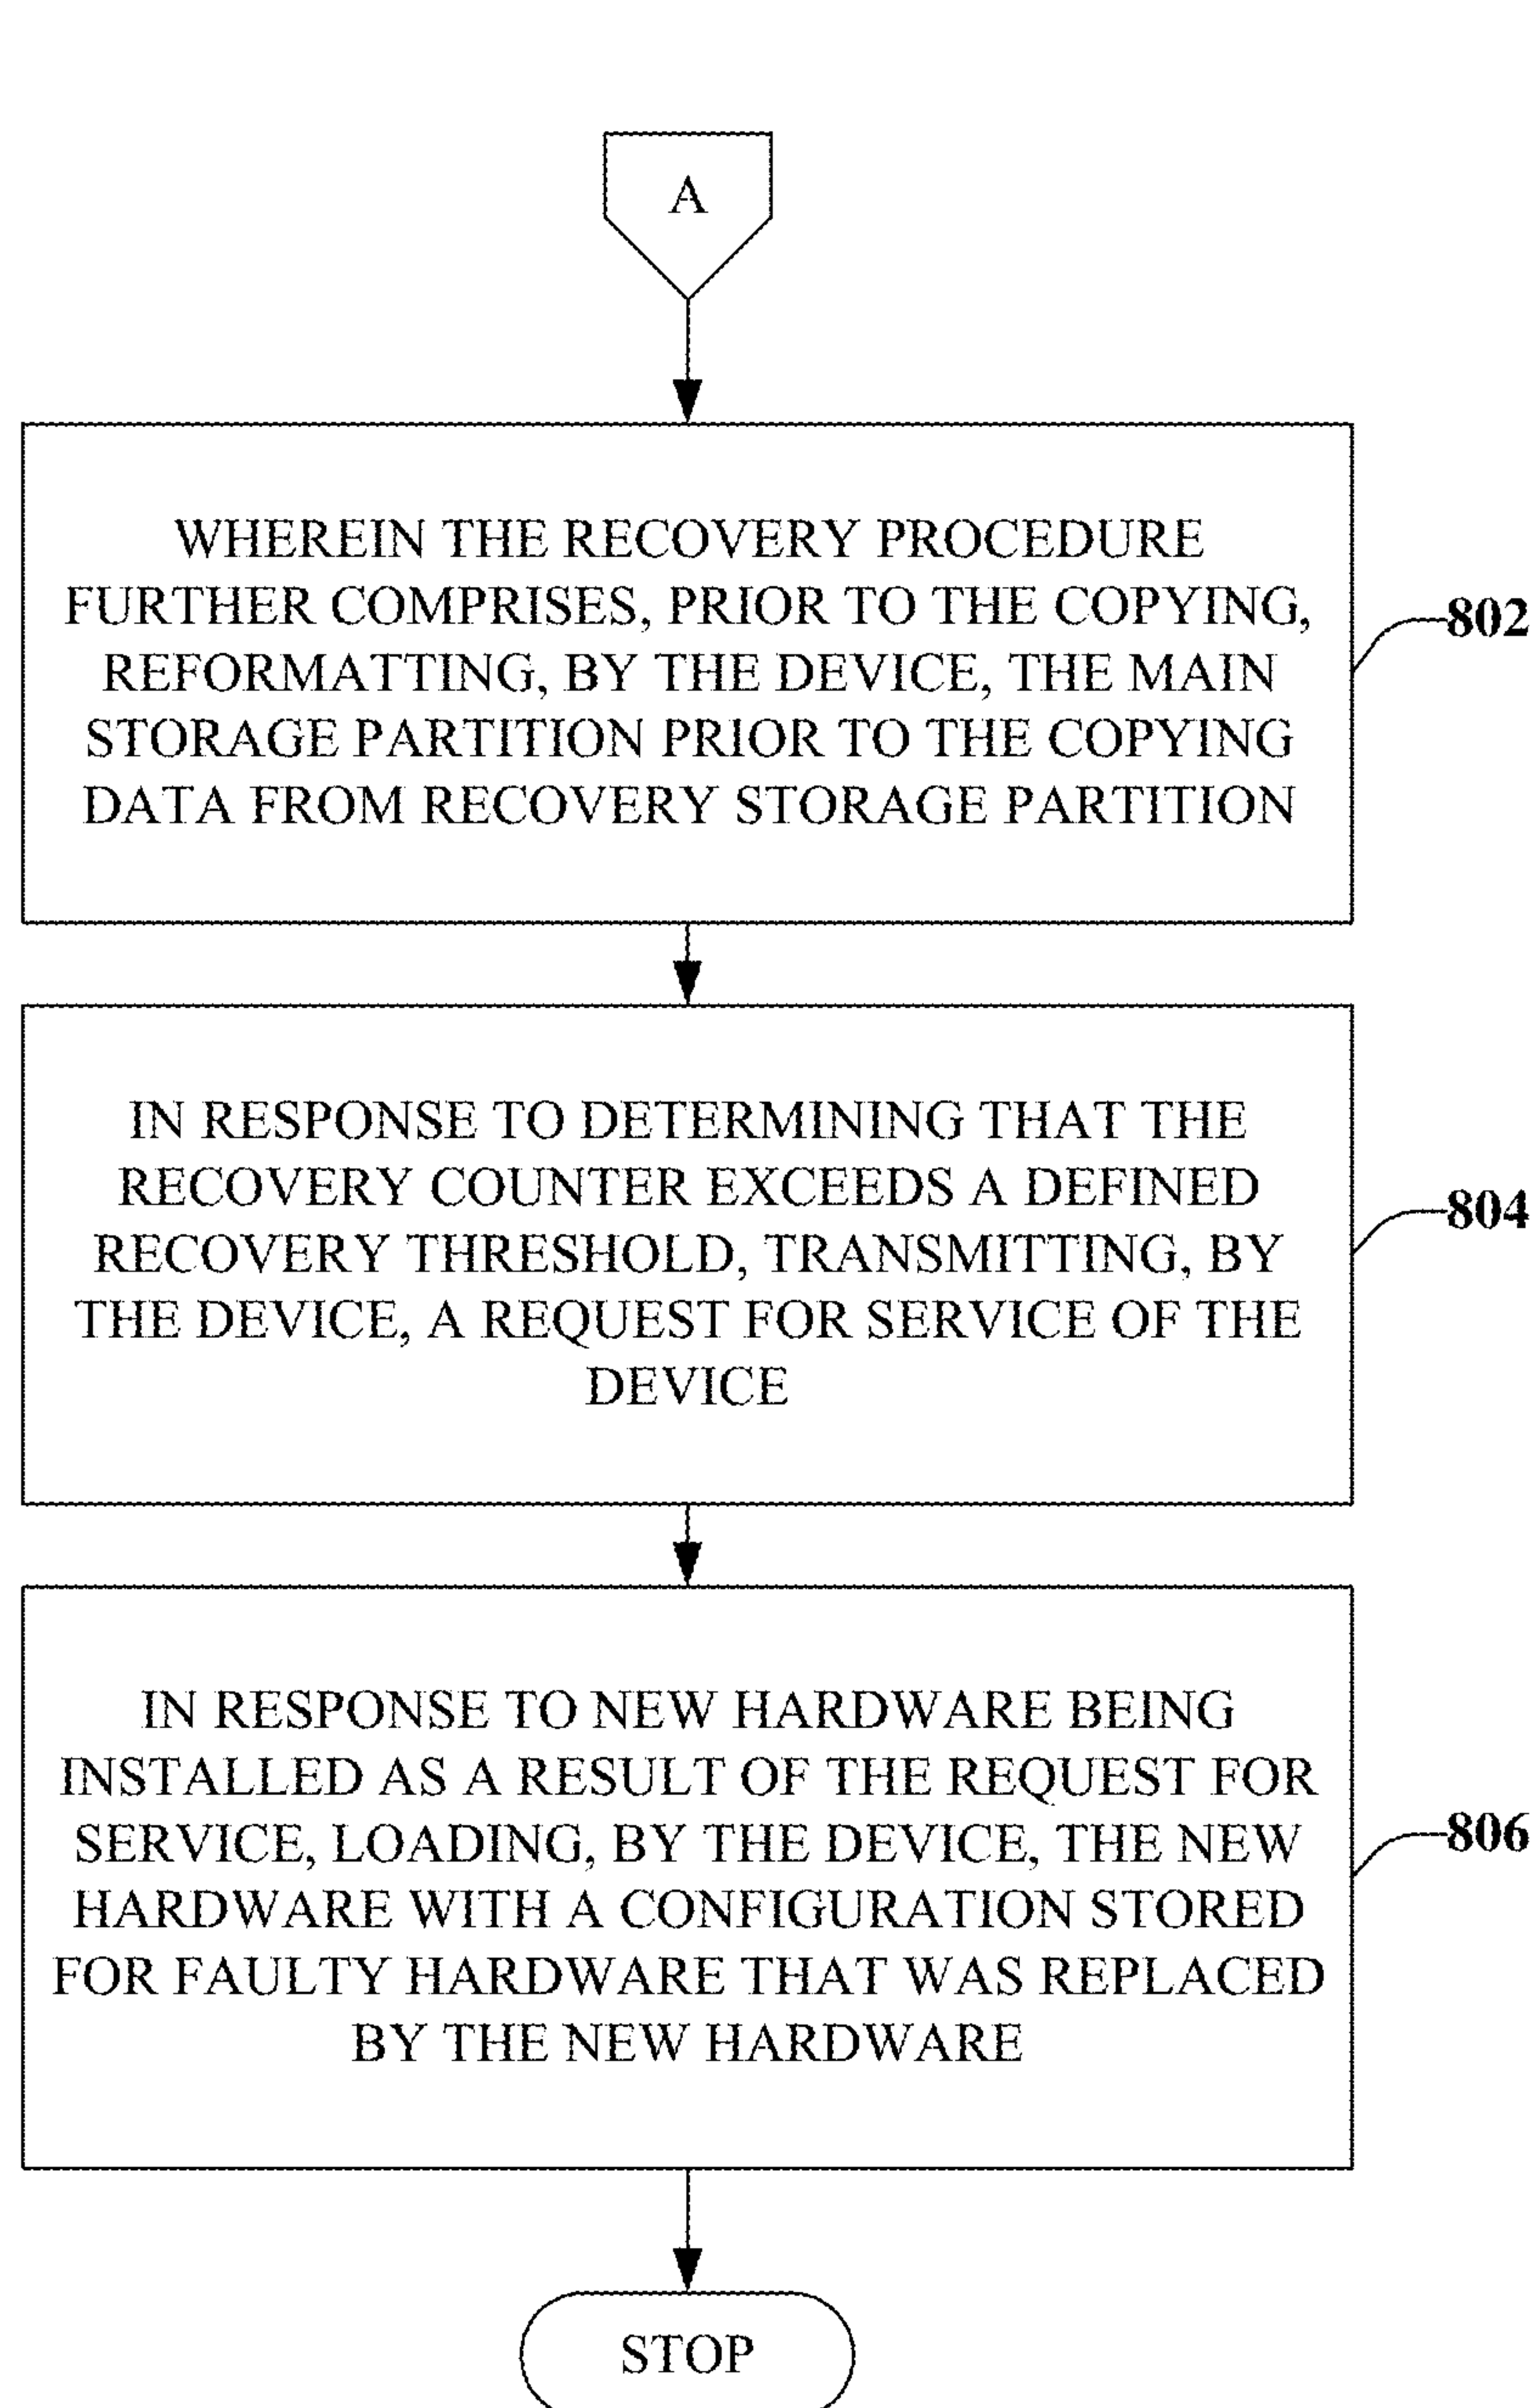 A
WHEREIN THE RECOVERY PROCEDURE
FURTHER COMPRISES, PRIOR TO THE COPYING,
REFORMATTING, BY THE DEVICE, THE MAIN
STORAGE PARTITION PRIOR TO THE COPYING
DATA FROM RECOVERY STORAGE PARTITION
802
IN RESPONSE TO DETERMINING THAT THE
RECOVERY COUNTER EXCEEDS A DEFINED
RECOVERY THRESHOLD, TRANSMITTING, BY
THE DEVICE, A REQUEST FOR SERVICE OF THE
DEVICE
804
IN RESPONSE TO NEW HARDWARE BEING
INSTALLED AS A RESULT OF THE REQUEST FOR
SERVICE, LOADING, BY THE DEVICE, THE NEW
HARDWARE WITH A CONFIGURATION STORED
FOR FAULTY HARDWARE THAT WAS REPLACED
BY THE NEW HARDWARE
806
STOP